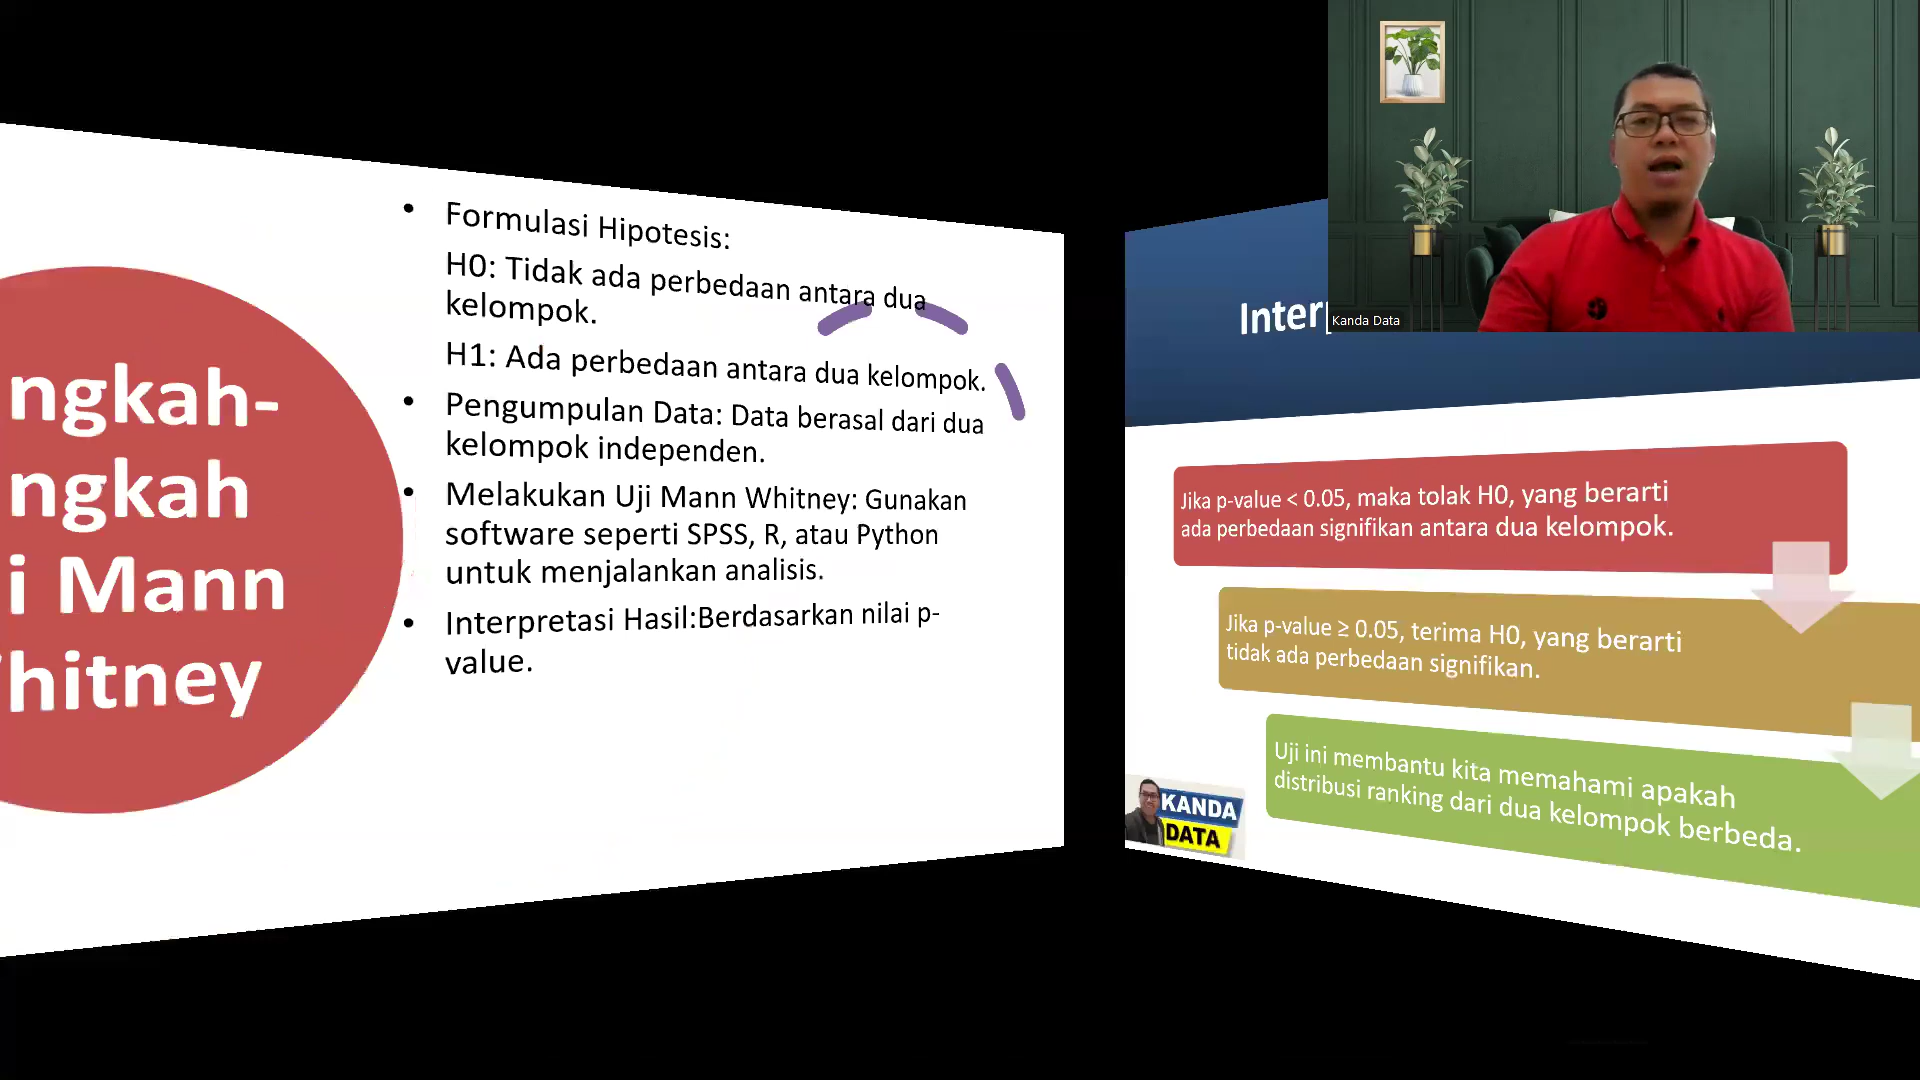 ngkah-
ngkah
i Mann
hitney
• Formulasi Hipotesis:
H0: Tidak ada perbedaan antara dua
kelompok.
H1: Ada perbedaan antara dua kelompok.
• Pengumpulan Data: Data berasal dari dua
kelompok independen.
• Melakukan Uji Mann Whitney: Gunakan
software seperti SPSS, R, atau Python
untuk menjalankan analisis.
• Interpretasi Hasil:Berdasarkan nilai p-
value.
Inter
Kanda Data
Jika p-value < 0.05, maka tolak H0, yang berarti
ada perbedaan signifikan antara dua kelompok.
Jika p-value ≥ 0.05, terima H0, yang berarti
tidak ada perbedaan signifikan.
Uji ini membantu kita memahami apakah
distribusi ranking dari dua kelompok berbeda.
KANDA
DATA